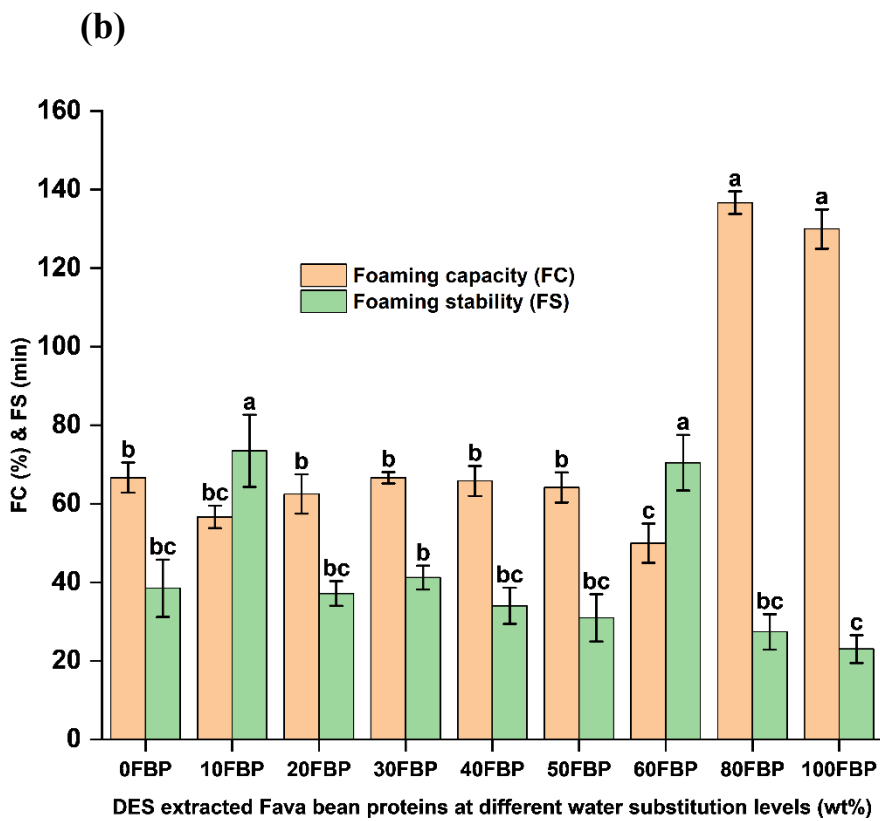 (b)
160
140
120
100
80
60
40
20
0
FC (%) & FS (min)
Foaming capacity (FC)
Foaming stability (FS)
b
bc
bc
a
b
bc
b
b
b
bc
b
bc
c
a
a
bc
a
c
0FBP 10FBP 20FBP 30FBP 40FBP 50FBP 60FBP 80FBP 100FBP
DES extracted Fava bean proteins at different water substitution levels (wt%)